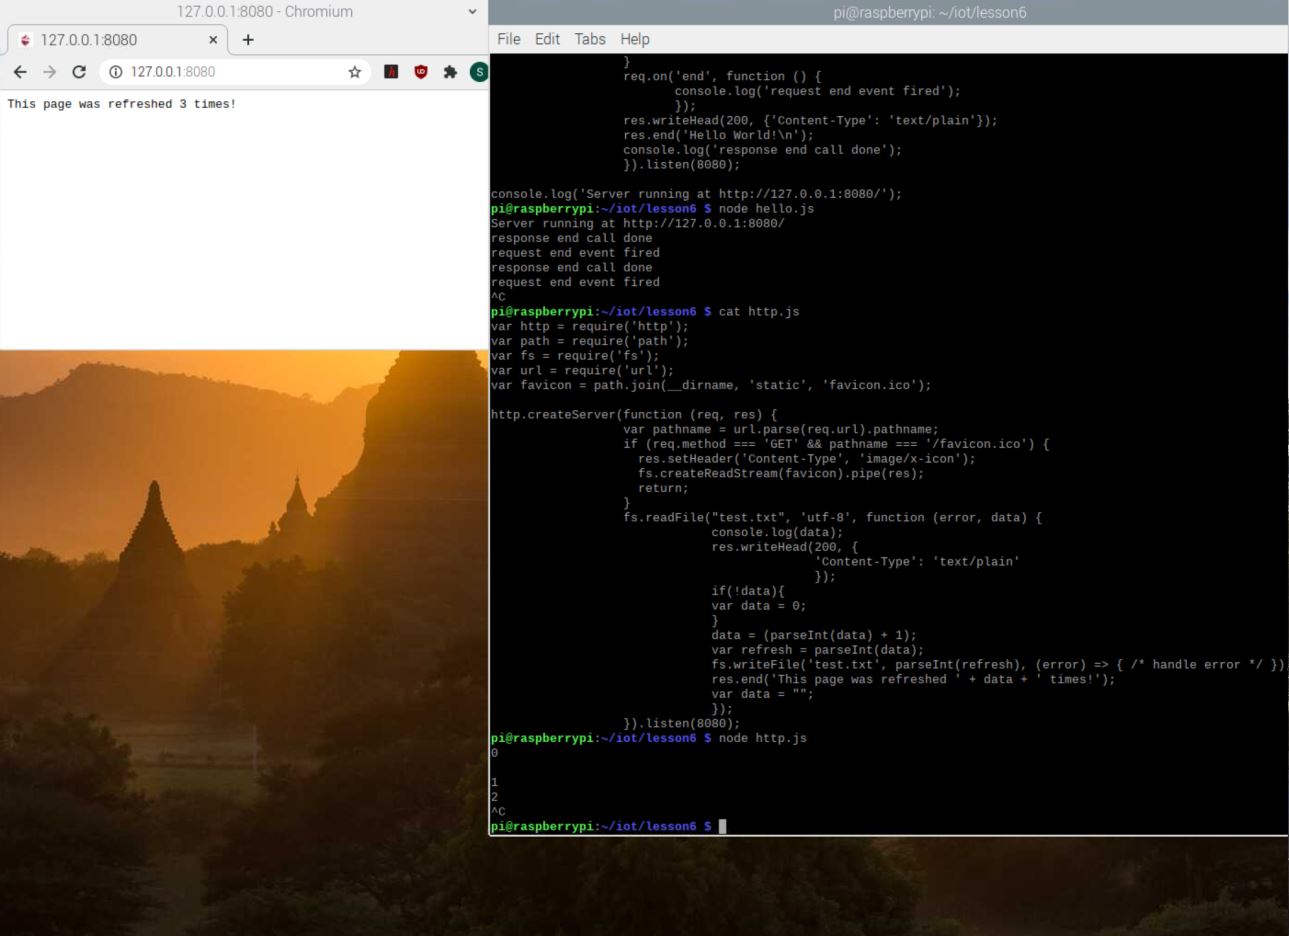 127.0.0.1:8080 - Chromium
127.0.0.1:8080
127.0.0.1:8080
S
This page was refreshed 3 times!
pi@raspberrypi: ~/iot/lesson6
File Edit Tabs Help
}
req.on('end', function () {
console.log('request end event fired');
});
res.writeHead(200, {'Content-Type': 'text/plain'});
res.end('Hello World!\n');
console.log('response end call done');
}).listen(8080);
console.log('Server running at http://127.0.0.1:8080/');
pi@raspberrypi:~/iot/lesson6 $ node hello.js
Server running at http://127.0.0.1:8080/
response end call done
request end event fired
response end call done
request end event fired
^C
pi@raspberrypi:~/iot/lesson6 $ cat http.js
var http = require('http');
var path = require('path');
var fs = require('fs');
var url = require('url');
var favicon = path.join(__dirname, 'static', 'favicon.ico');
http.createServer(function (req, res) {
var pathname = url.parse(req.url).pathname;
if (req.method === 'GET' && pathname === '/favicon.ico') {
res.setHeader('Content-Type', 'image/x-icon');
fs.createReadStream(favicon).pipe(res);
return;
}
fs.readFile("test.txt", 'utf-8', function (error, data) {
console.log(data);
res.writeHead(200, {
'Content-Type': 'text/plain'
});
if(!data){
var data = 0;
}
data = (parseInt(data) + 1);
var refresh = parseInt(data);
fs.writeFile('test.txt', parseInt(refresh), (error) => { /* handle error */ })
res.end('This page was refreshed ' + data + ' times!');
var data = "";
});
}).listen(8080);
pi@raspberrypi:~/iot/lesson6 $ node http.js
0
1
2
^C
pi@raspberrypi:~/iot/lesson6 $